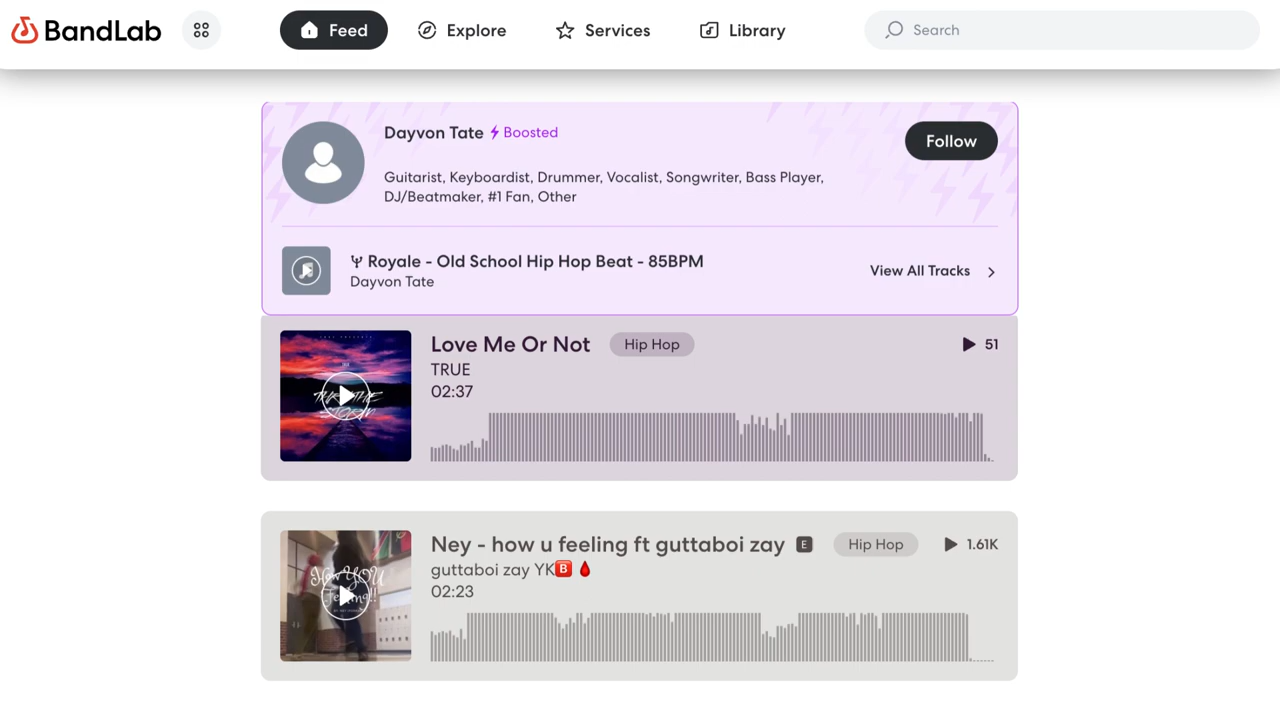 BandLab
Feed
Explore
Services
Library
Search
Dayvon Tate Boosted
Follow
Guitarist, Keyboardist, Drummer, Vocalist, Songwriter, Bass Player,
DJ/Beatmaker, #1 Fan, Other
Royale - Old School Hip Hop Beat - 85BPM
Dayvon Tate
View All Tracks
Love Me Or Not
Hip Hop
51
TRUE
02:37
Ney - how u feeling ft guttaboi zay E
Hip Hop
1.61K
guttaboi zay YK🅱️🩸
02:23
How YOU
Feeling!!